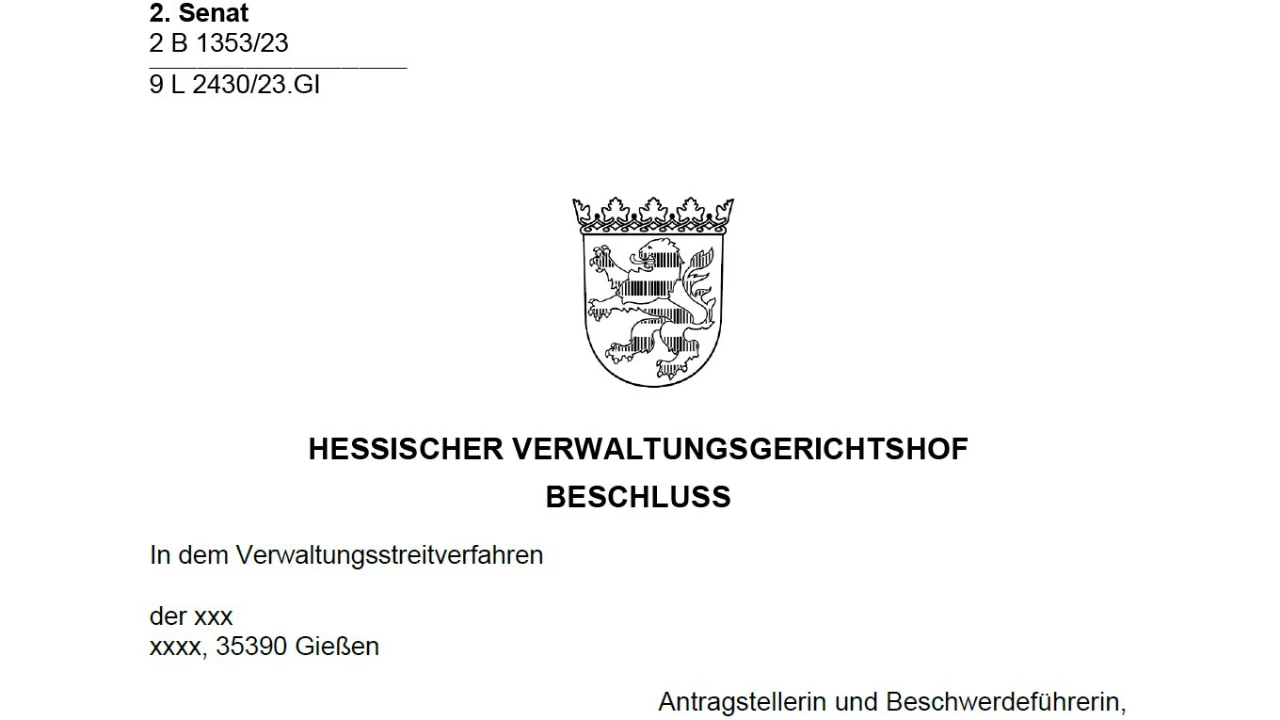 2. Senat
2 B 1353/23
9 L 2430/23.GI
HESSISCHER VERWALTUNGSGERICHTSHOF
BESCHLUSS
In dem Verwaltungsstreitverfahren
der xxx
xxxx, 35390 Gießen
Antragstellerin und Beschwerdeführerin,